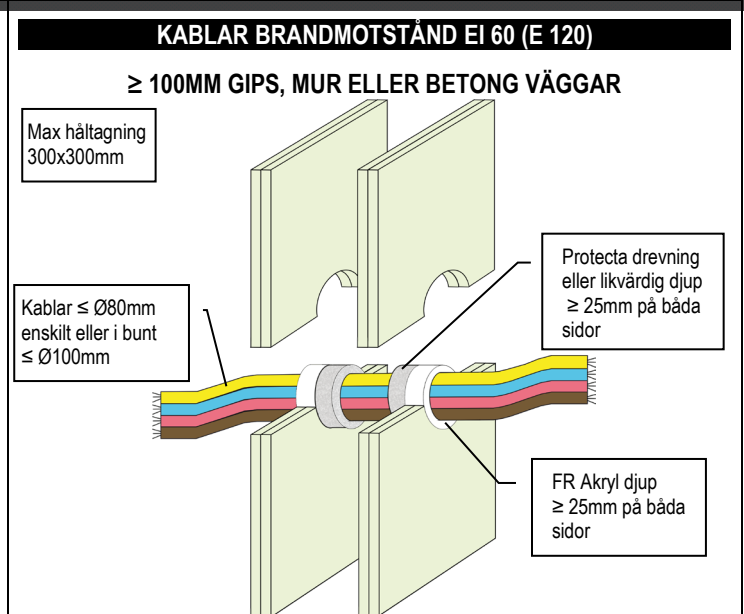 KABLAR BRANDMOTSTÅND EI 60 (E 120)
≥ 100MM GIPS, MUR ELLER BETONG VÄGGAR
Max håltagning
300x300mm
Protecta drevning
eller likvärdig djup
≥ 25mm på båda
sidor
Kablar ≤ Ø80mm
enskilt eller i bunt
≤ Ø100mm
FR Akryl djup
≥ 25mm på båda
sidor